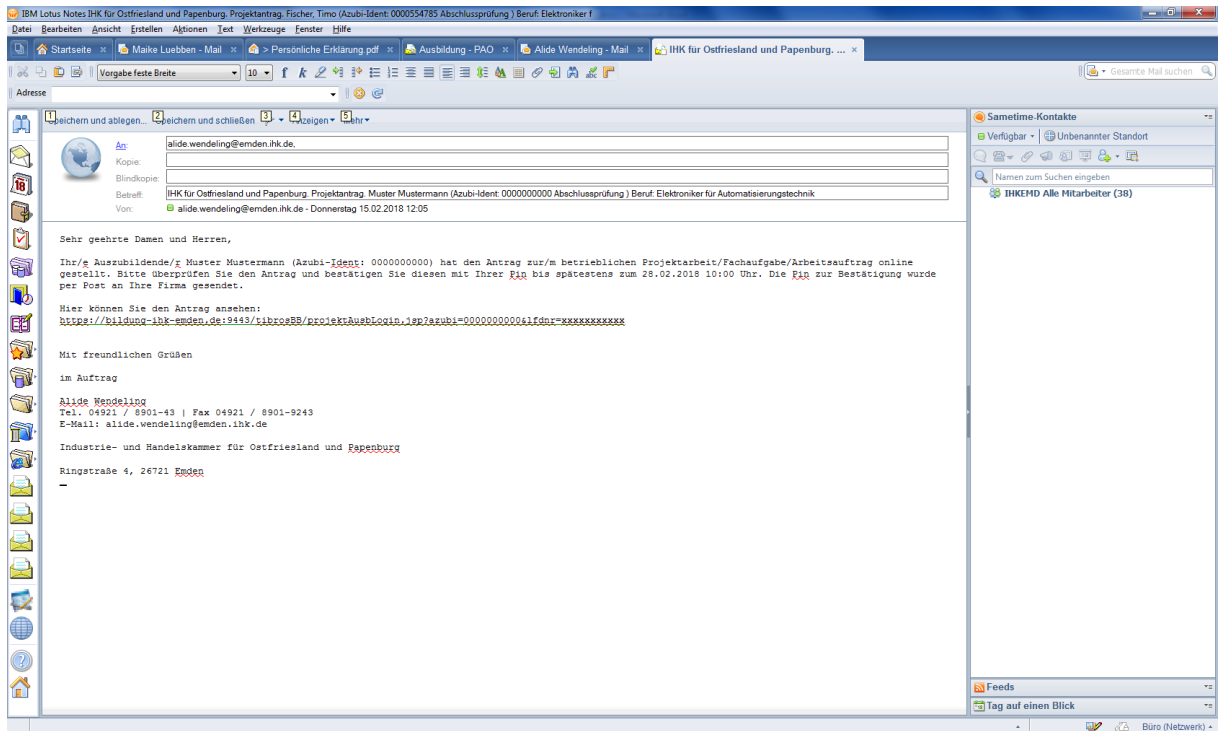 IBM Lotus Notes IHK für Ostfriesland und Papenburg. Projektantrag. Fischer, Timo (Azubi-Ident: 0000554785 Abschlussprüfung ) Beruf: Elektroniker f
Datei Bearbeiten Ansicht Erstellen Aktionen Text Werkzeuge Fenster Hilfe
Startseite Maike Luebben - Mail > Persönliche Erklärung.pdf Ausbildung - PAO Alide Wendeling - Mail IHK für Ostfriesland und Papenburg. ...
Vorgabe feste Breite 10 f k Gesamte Mail suchen
Adresse
1 Speichern und ablegen... 2 Speichern und schließen 3 4 Anzeigen 5 Mehr
An: alide.wendeling@emden.ihk.de,
Kopie:
Blindkopie:
Betreff: IHK für Ostfriesland und Papenburg. Projektantrag. Muster Mustermann (Azubi-Ident: 0000000000 Abschlussprüfung ) Beruf: Elektroniker für Automatisierungstechnik
Von: alide.wendeling@emden.ihk.de - Donnerstag 15.02.2018 12:05
Sehr geehrte Damen und Herren,
Ihr/e Auszubildende/r Muster Mustermann (Azubi-Ident: 0000000000) hat den Antrag zur/m betrieblichen Projektarbeit/Fachaufgabe/Arbeitsauftrag online
gestellt. Bitte überprüfen Sie den Antrag und bestätigen Sie diesen mit Ihrer Pin bis spätestens zum 28.02.2018 10:00 Uhr. Die Pin zur Bestätigung wurde
per Post an Ihre Firma gesendet.
Hier können Sie den Antrag ansehen:
https://bildung-ihk-emden.de:9443/tibrosBB/projektAusbLogin.jsp?azubi=0000000000&lfdnr=xxxxxxxxxxx
Mit freundlichen Grüßen
im Auftrag
Alide Wendeling
Tel. 04921 / 8901-43 | Fax 04921 / 8901-9243
E-Mail: alide.wendeling@emden.ihk.de
Industrie- und Handelskammer für Ostfriesland und Papenburg
Ringstraße 4, 26721 Emden
Sametime-Kontakte
Verfügbar Unbenannter Standort
Namen zum Suchen eingeben
IHKEMD Alle Mitarbeiter (38)
Feeds
Tag auf einen Blick
Büro (Netzwerk)